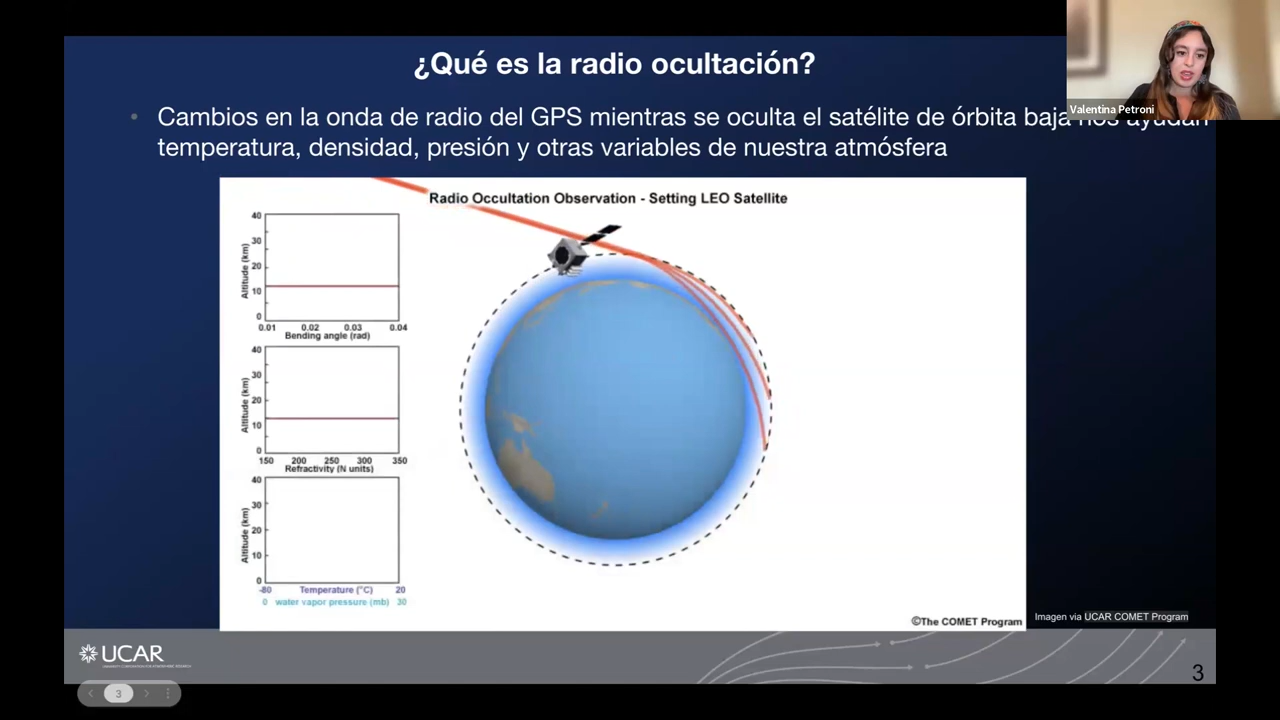 ¿Qué es la radio ocultación?
Valentina Petroni
• Cambios en la onda de radio del GPS mientras se oculta el satélite de órbita baja nos ayudan
temperatura, densidad, presión y otras variables de nuestra atmósfera
Radio Occultation Observation - Setting LEO Satellite
Altitude (km)
40
30
20
10
0
0.01 0.02 0.03 0.04
Bending angle (rad)
Altitude (km)
40
30
20
10
0
150 200 250 300 350
Refractivity (N units)
Altitude (km)
40
30
20
10
0
-80 Temperature (°C) 20
0 water vapor pressure (mb) 30
©The COMET Program
Imagen via UCAR COMET Program
UCAR
3
3